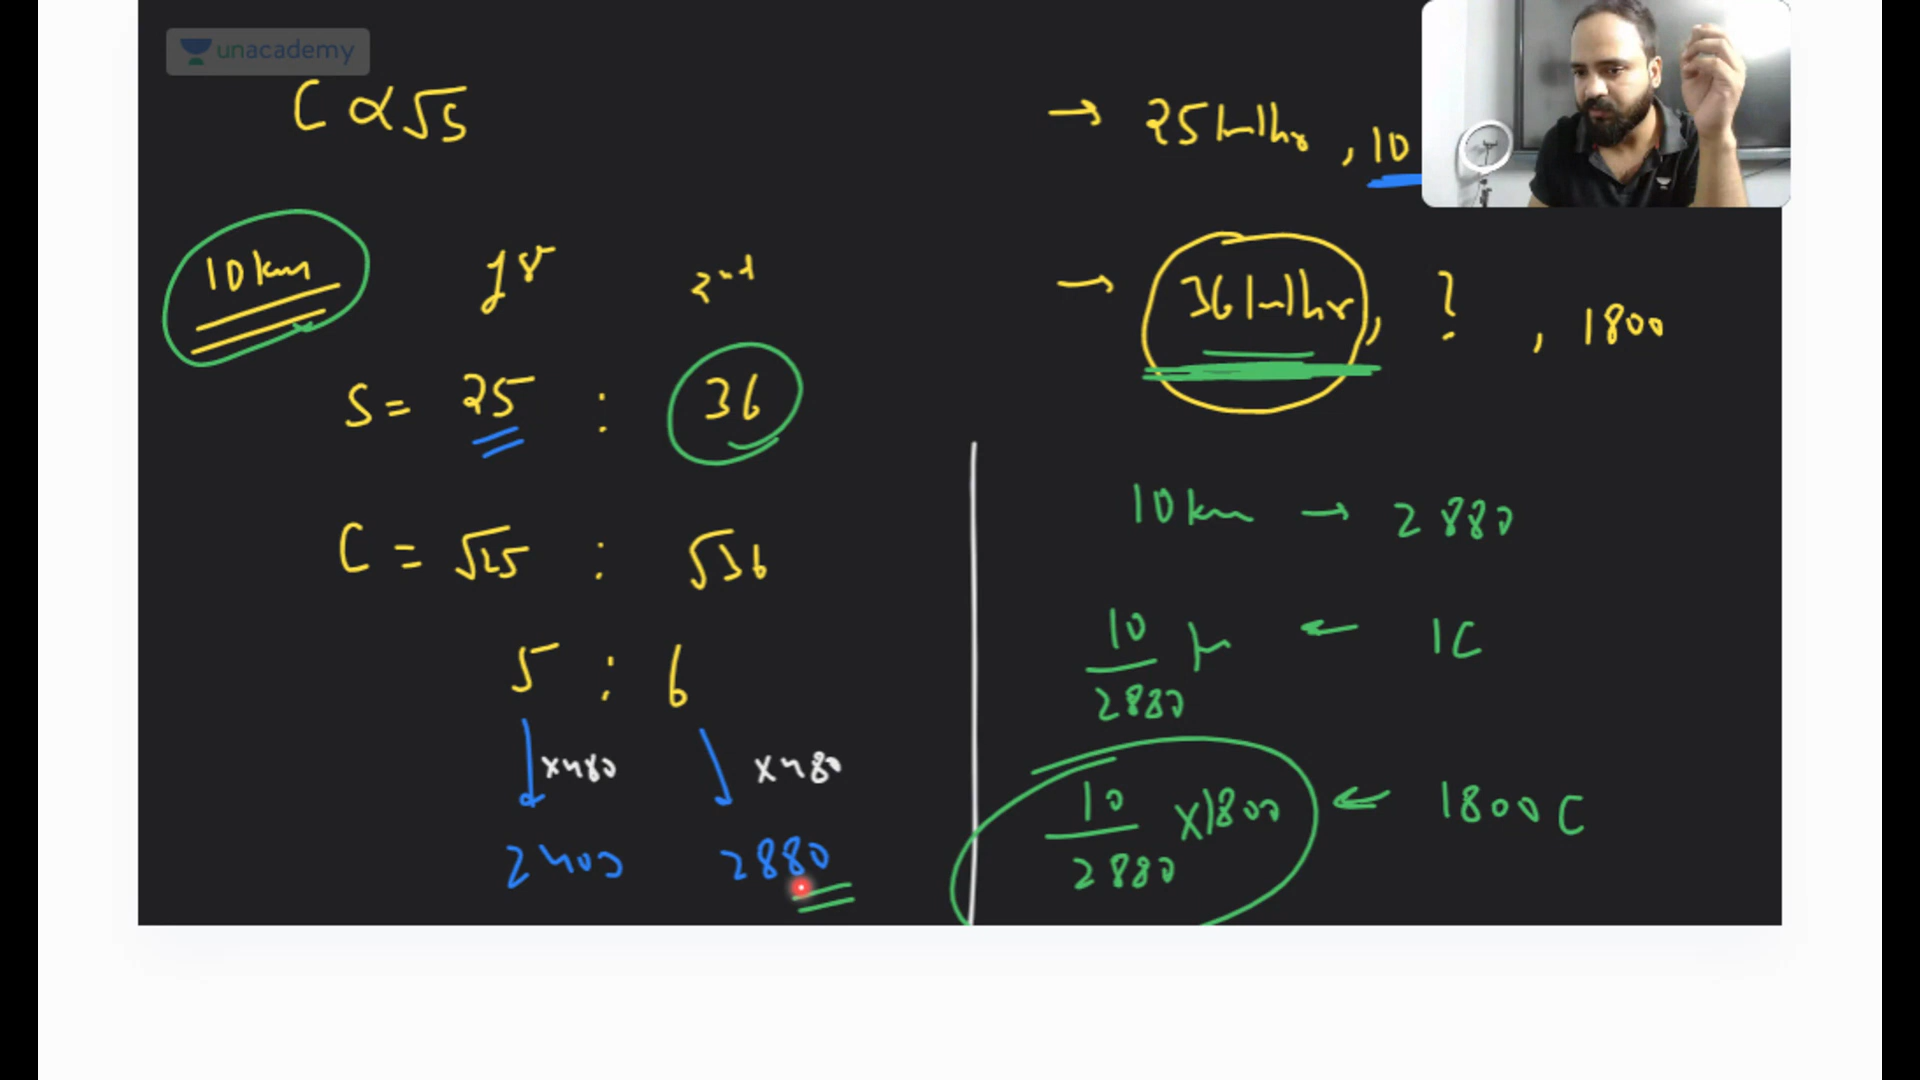 unacademy
C ∝ √S
→ 25 km/hr , 10
10 km 1st 2nd
→ 36 km/hr , ? , 1800
S = 25 : 36
C = √25 : √36
10 km → 2880
5 : 6
10/2880 km ← 1C
×480 ×480
10/2880 ×1800 ← 1800 C
2400 2880